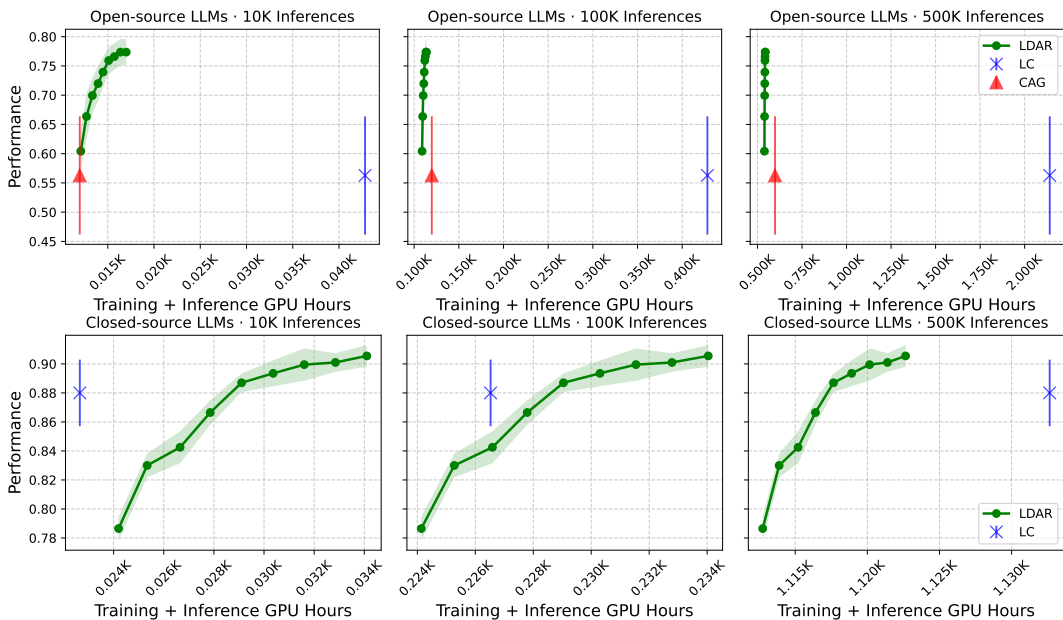 Open-source LLMs · 10K Inferences
Open-source LLMs · 100K Inferences
Open-source LLMs · 500K Inferences
Performance
0.80
0.75
0.70
0.65
0.60
0.55
0.50
0.45
LDAR
LC
CAG
0.015K
0.020K
0.025K
0.030K
0.035K
0.040K
0.100K
0.150K
0.200K
0.250K
0.300K
0.350K
0.400K
0.500K
0.750K
1.000K
1.250K
1.500K
1.750K
2.000K
Training + Inference GPU Hours
Training + Inference GPU Hours
Training + Inference GPU Hours
Closed-source LLMs · 10K Inferences
Closed-source LLMs · 100K Inferences
Closed-source LLMs · 500K Inferences
Performance
0.90
0.88
0.86
0.84
0.82
0.80
0.78
LDAR
LC
0.024K
0.026K
0.028K
0.030K
0.032K
0.034K
0.224K
0.226K
0.228K
0.230K
0.232K
0.234K
1.115K
1.120K
1.125K
1.130K
Training + Inference GPU Hours
Training + Inference GPU Hours
Training + Inference GPU Hours